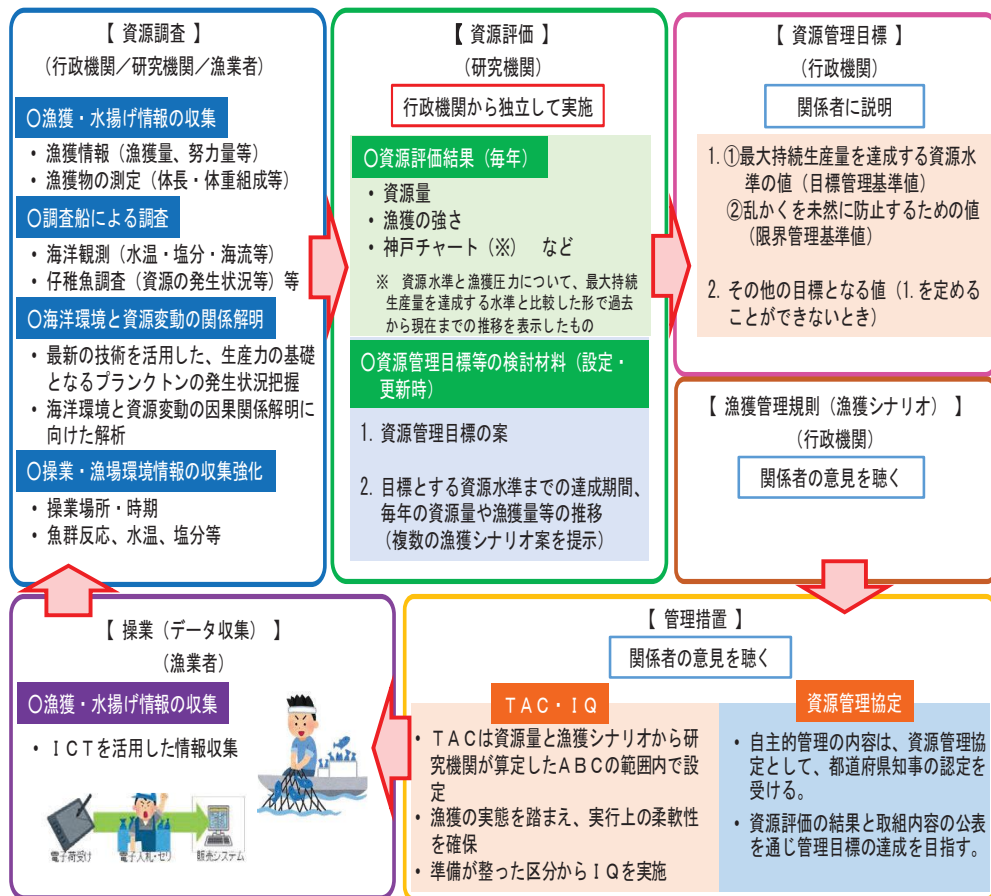 【 資源調査 】
(行政機関／研究機関／漁業者)
〇漁獲・水揚げ情報の収集
・ 漁獲情報（漁獲量、努力量等）
・ 漁獲物の測定（体長・体重組成等）
〇調査船による調査
・ 海洋観測（水温・塩分・海流等）
・ 仔稚魚調査（資源の発生状況等）等
〇海洋環境と資源変動の関係解明
・ 最新の技術を活用した、生産力の基礎
となるプランクトンの発生状況把握
・ 海洋環境と資源変動の因果関係解明に
向けた解析
〇操業・漁場環境情報の収集強化
・ 操業場所・時期
・ 魚群反応、水温、塩分等
【 資源評価 】
(研究機関)
行政機関から独立して実施
〇資源評価結果（毎年）
・ 資源量
・ 漁獲の強さ
・ 神戸チャート（※） など
※ 資源水準と漁獲圧力について、最大持続
生産量を達成する水準と比較した形で過去
から現在までの推移を表示したもの
〇資源管理目標等の検討材料（設定・
更新時）
1. 資源管理目標の案
2. 目標とする資源水準までの達成期間、
毎年の資源量や漁獲量等の推移
（複数の漁獲シナリオ案を提示）
【 資源管理目標 】
(行政機関)
関係者に説明
1. ①最大持続生産量を達成する資源水
準の値（目標管理基準値）
②乱かくを未然に防止するための値
（限界管理基準値）
2. その他の目標となる値（1.を定める
ことができないとき）
【 漁獲管理規則（漁獲シナリオ） 】
(行政機関)
関係者の意見を聴く
【 管理措置 】
関係者の意見を聴く
ＴＡＣ・ＩＱ
・ ＴＡＣは資源量と漁獲シナリオから研
究機関が算定したＡＢＣの範囲内で設
定
・ 漁獲の実態を踏まえ、実行上の柔軟性
を確保
・ 準備が整った区分からＩＱを実施
資源管理協定
・ 自主的管理の内容は、資源管理協
定として、都道府県知事の認定を
受ける。
・ 資源評価の結果と取組内容の公表
を通じ管理目標の達成を目指す。
【 操業（データ収集） 】
(漁業者)
〇漁獲・水揚げ情報の収集
・ ＩＣＴを活用した情報収集
電子荷受け 電子入札・セリ 販売システム